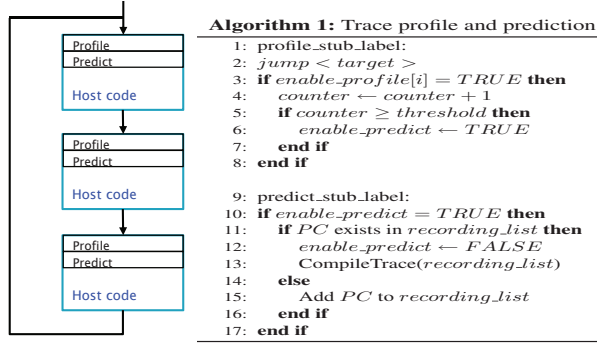 Profile
Predict
Host code
Profile
Predict
Host code
Profile
Predict
Host code
Algorithm 1: Trace profile and prediction
1: profile_stub_label:
2: jump < target >
3: if enable_profile[i] = TRUE then
4: counter ← counter + 1
5: if counter ≥ threshold then
6: enable_predict ← TRUE
7: end if
8: end if
9: predict_stub_label:
10: if enable_predict = TRUE then
11: if PC exists in recording_list then
12: enable_predict ← FALSE
13: CompileTrace(recording_list)
14: else
15: Add PC to recording_list
16: end if
17: end if